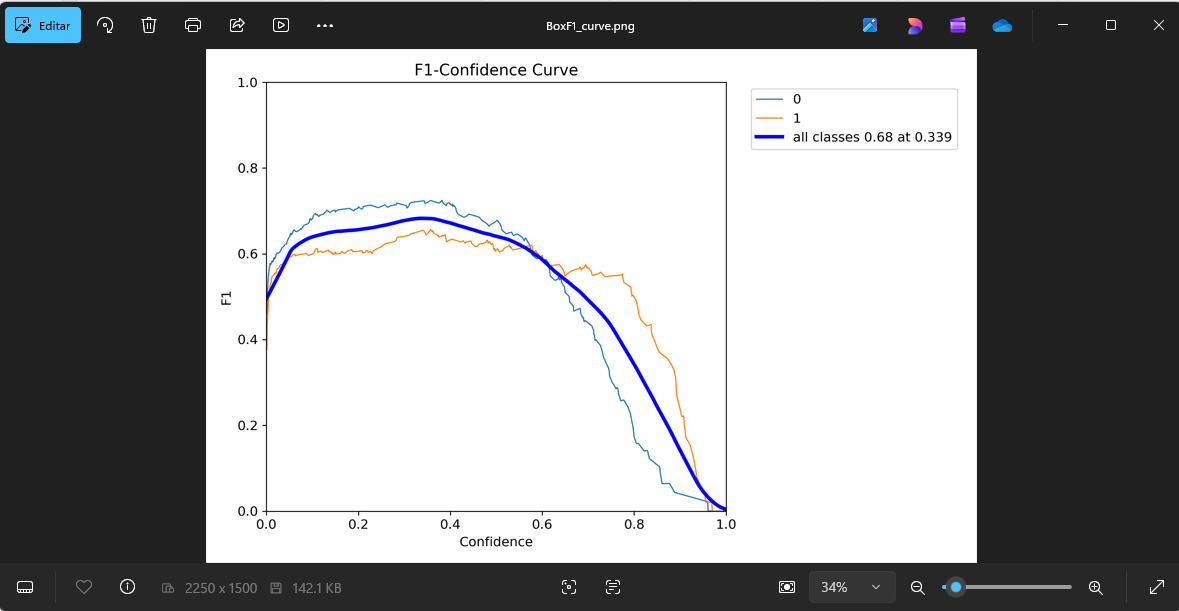 Editar
BoxF1_curve.png
F1-Confidence Curve
1.0
0.8
0.6
0.4
0.2
0.0
F1
0.0 0.2 0.4 0.6 0.8 1.0
Confidence
0
1
all classes 0.68 at 0.339
2250 x 1500 142.1 KB 34%